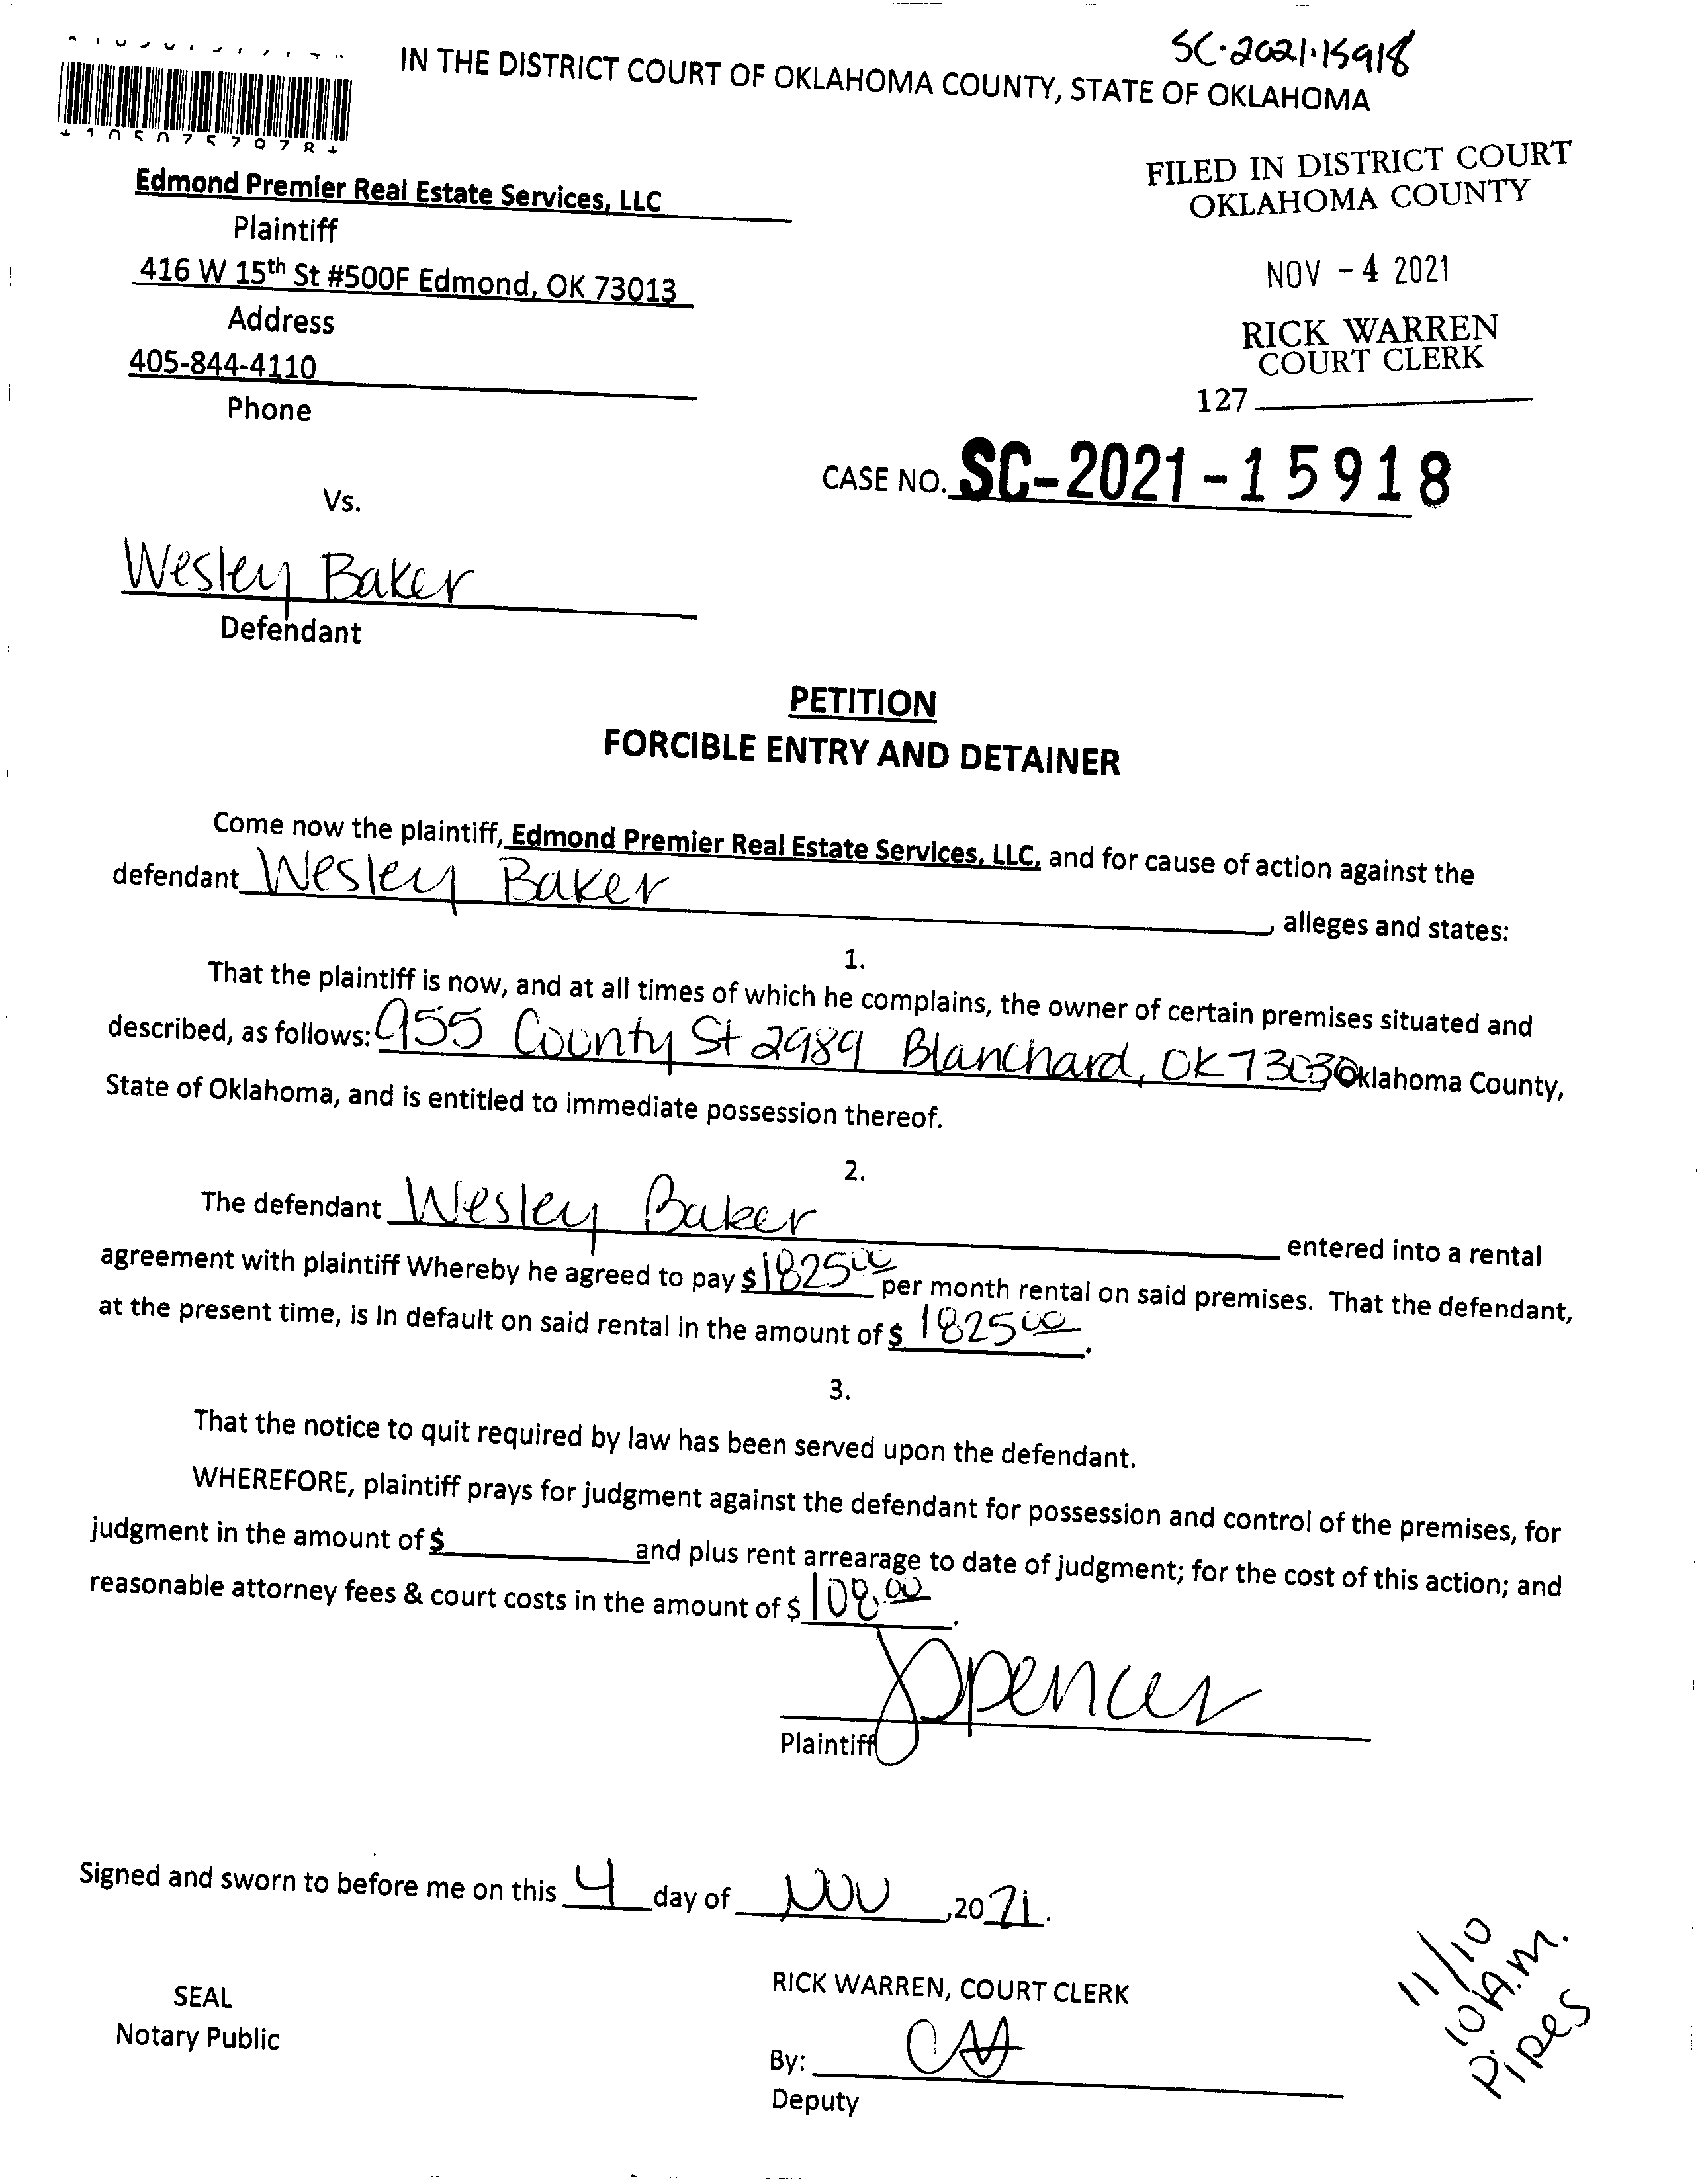 SC-2021-15918
IN THE DISTRICT COURT OF OKLAHOMA COUNTY, STATE OF OKLAHOMA
*1050757978*
FILED IN DISTRICT COURT
OKLAHOMA COUNTY
NOV -4 2021
RICK WARREN
COURT CLERK
127
Edmond Premier Real Estate Services, LLC
Plaintiff
416 W 15th St #500F Edmond, OK 73013
Address
405-844-4110
Phone
CASE NO. SC-2021-15918
Vs.
Wesley Baker
Defendant
PETITION
FORCIBLE ENTRY AND DETAINER
Come now the plaintiff, Edmond Premier Real Estate Services, LLC, and for cause of action against the
defendant Wesley Baker, alleges and states:
1.
That the plaintiff is now, and at all times of which he complains, the owner of certain premises situated and
described, as follows: 955 County St 2989 Blanchard, OK 73030 Oklahoma County,
State of Oklahoma, and is entitled to immediate possession thereof.
2.
The defendant Wesley Baker entered into a rental
agreement with plaintiff Whereby he agreed to pay $1825.00 per month rental on said premises. That the defendant,
at the present time, is in default on said rental in the amount of $ 1825.00.
3.
That the notice to quit required by law has been served upon the defendant.
WHEREFORE, plaintiff prays for judgment against the defendant for possession and control of the premises, for
judgment in the amount of $ and plus rent arrearage to date of judgment; for the cost of this action; and
reasonable attorney fees & court costs in the amount of $ 108.00.
JSpencer
Plaintiff
Signed and sworn to before me on this 4 day of NOV, 2021.
SEAL
Notary Public
RICK WARREN, COURT CLERK
By:
Deputy
11/10
10 A.M.
Pipes